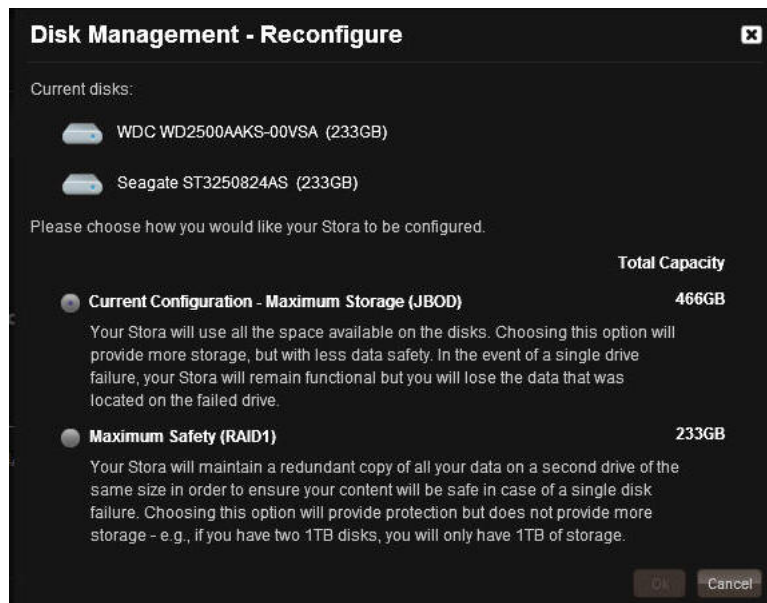 Disk Management - Reconfigure
Current disks:
WDC WD2500AAKS-00VSA (233GB)
Seagate ST3250824AS (233GB)
Please choose how you would like your Stora to be configured.
Total Capacity
Current Configuration - Maximum Storage (JBOD) 466GB
Your Stora will use all the space available on the disks. Choosing this option will
provide more storage, but with less data safety. In the event of a single drive
failure, your Stora will remain functional but you will lose the data that was
located on the failed drive.
Maximum Safety (RAID1) 233GB
Your Stora will maintain a redundant copy of all your data on a second drive of the
same size in order to ensure your content will be safe in case of a single disk
failure. Choosing this option will provide protection but does not provide more
storage - e.g., if you have two 1TB disks, you will only have 1TB of storage.
Ok Cancel